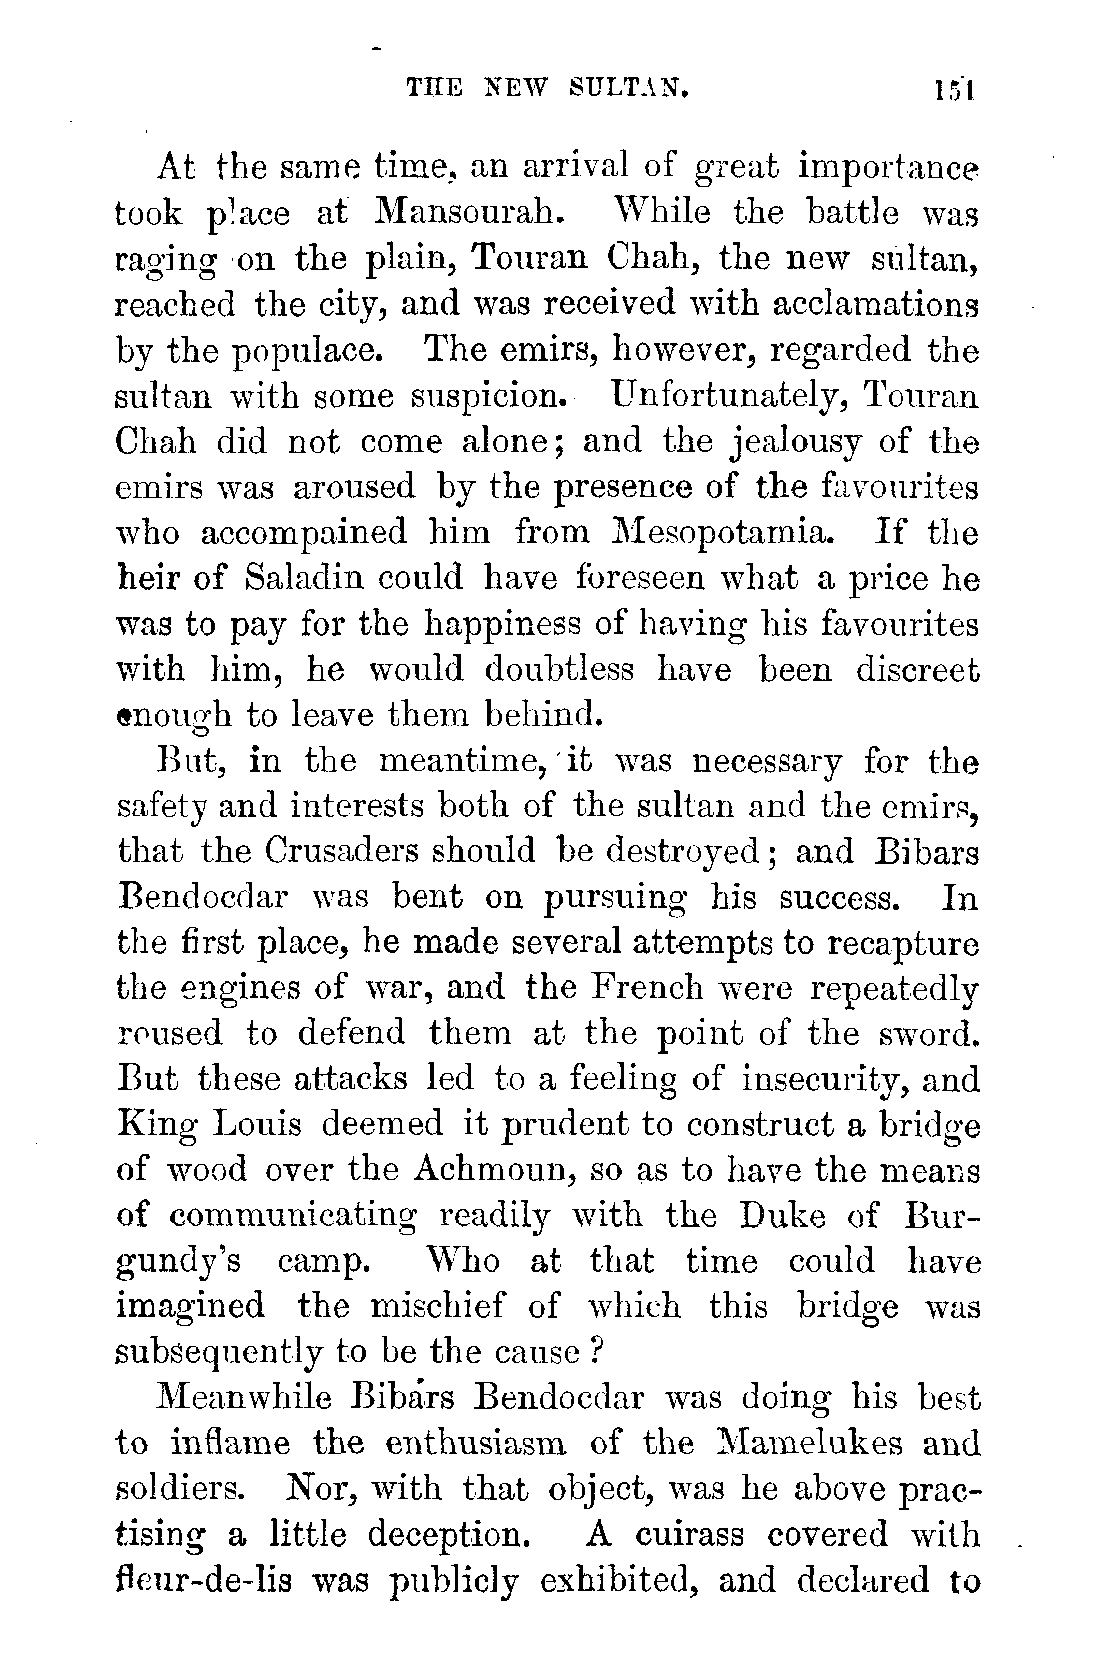 THE NEW SULTAN. 151
At the same time, an arrival of great importance
took place at Mansourah. While the battle was
raging on the plain, Touran Chah, the new sultan,
reached the city, and was received with acclamations
by the populace. The emirs, however, regarded the
sultan with some suspicion. Unfortunately, Touran
Chah did not come alone; and the jealousy of the
emirs was aroused by the presence of the favourites
who accompained him from Mesopotamia. If the
heir of Saladin could have foreseen what a price he
was to pay for the happiness of having his favourites
with him, he would doubtless have been discreet
enough to leave them behind.
But, in the meantime, it was necessary for the
safety and interests both of the sultan and the emirs,
that the Crusaders should be destroyed; and Bibars
Bendocdar was bent on pursuing his success. In
the first place, he made several attempts to recapture
the engines of war, and the French were repeatedly
roused to defend them at the point of the sword.
But these attacks led to a feeling of insecurity, and
King Louis deemed it prudent to construct a bridge
of wood over the Achmoun, so as to have the means
of communicating readily with the Duke of Bur-
gundy's camp. Who at that time could have
imagined the mischief of which this bridge was
subsequently to be the cause?
Meanwhile Bibars Bendocdar was doing his best
to inflame the enthusiasm of the Mamelukes and
soldiers. Nor, with that object, was he above prac-
tising a little deception. A cuirass covered with
fleur-de-lis was publicly exhibited, and declared to